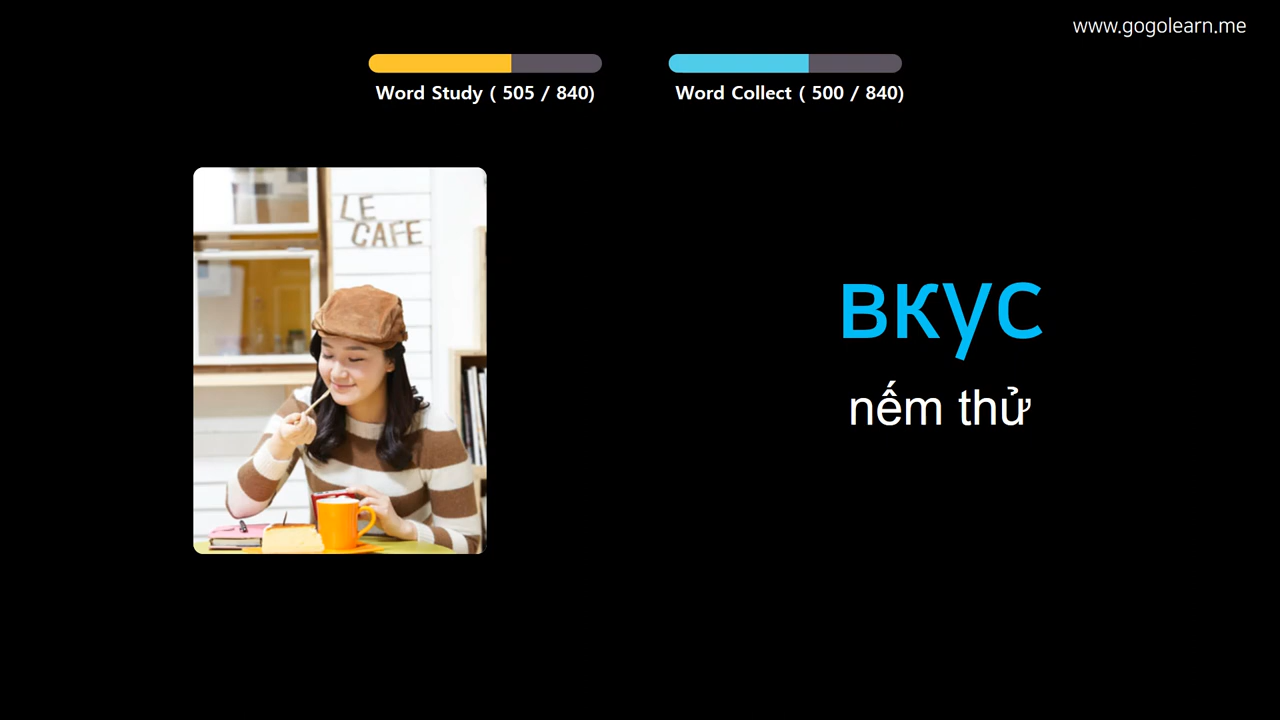 www.gogolearn.me
Word Study ( 505 / 840)
Word Collect ( 500 / 840)
LE
CAFE
вкус
nếm thử